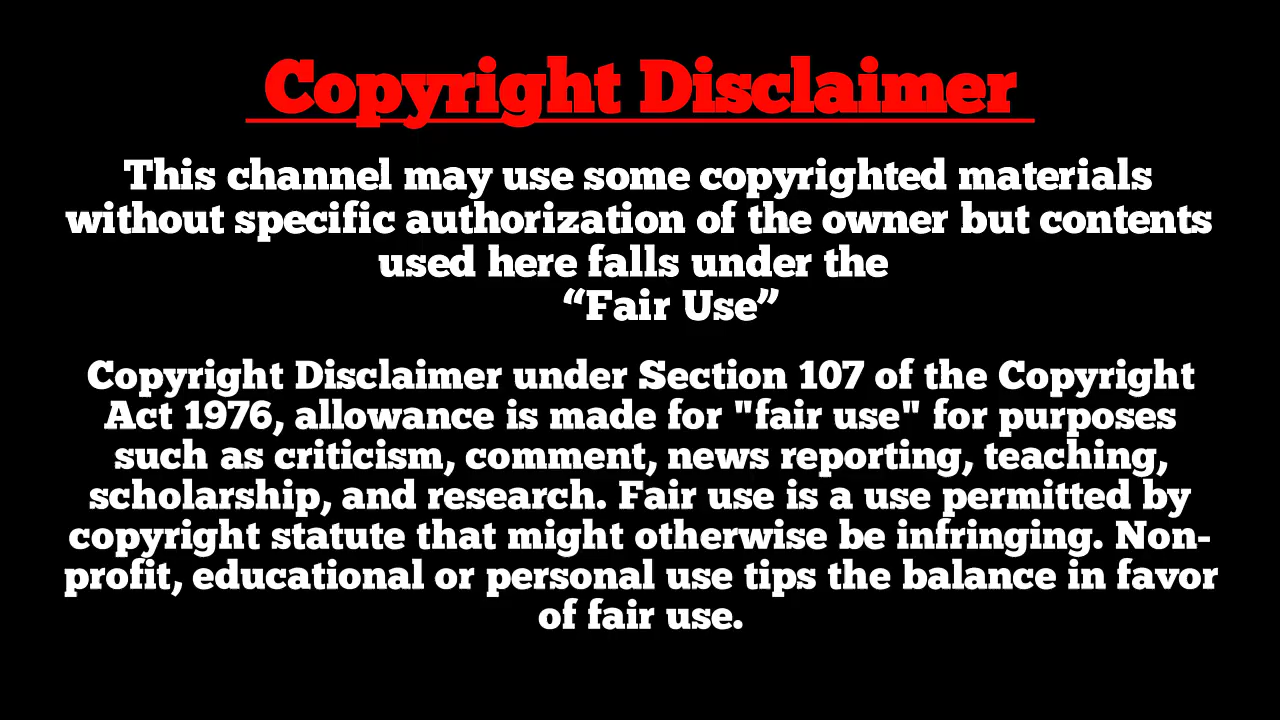 Copyright Disclaimer
This channel may use some copyrighted materials
without specific authorization of the owner but contents
used here falls under the
“Fair Use”
Copyright Disclaimer under Section 107 of the Copyright
Act 1976, allowance is made for "fair use" for purposes
such as criticism, comment, news reporting, teaching,
scholarship, and research. Fair use is a use permitted by
copyright statute that might otherwise be infringing. Non-
profit, educational or personal use tips the balance in favor
of fair use.